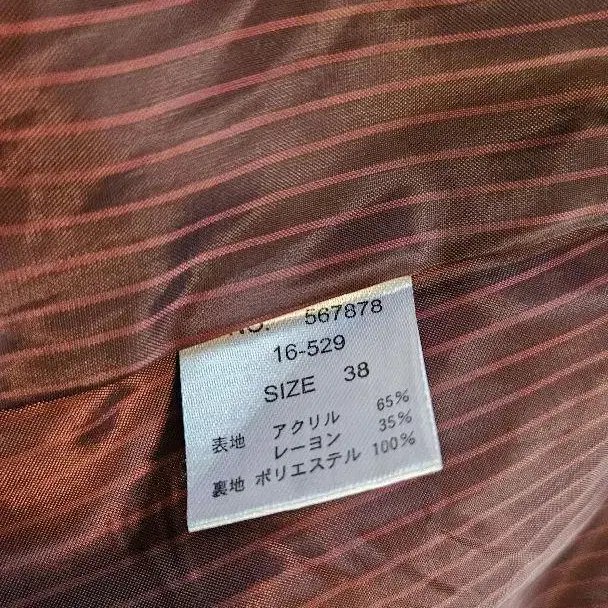 NO. 567878
16-529
SIZE 38
表地 アクリル 65%
レーヨン 35%
裏地 ポリエステル 100%